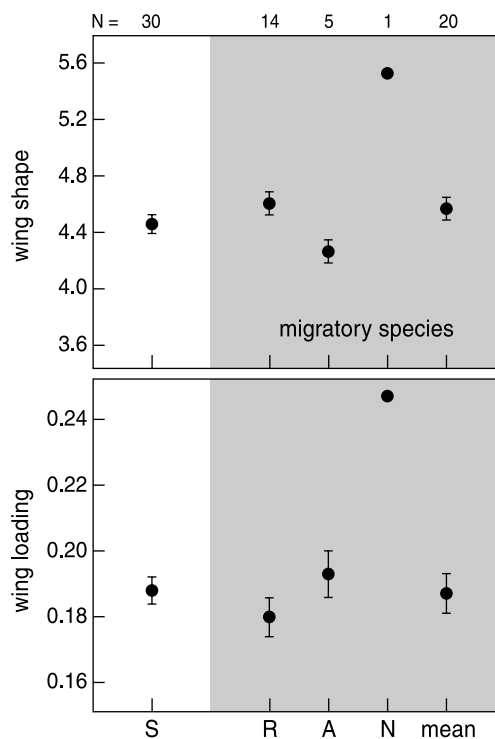 N = 30 14 5 1 20
5.6
5.2
4.8
4.4
4.0
3.6
wing shape
migratory species
0.24
0.22
0.20
0.18
0.16
wing loading
S R A N mean